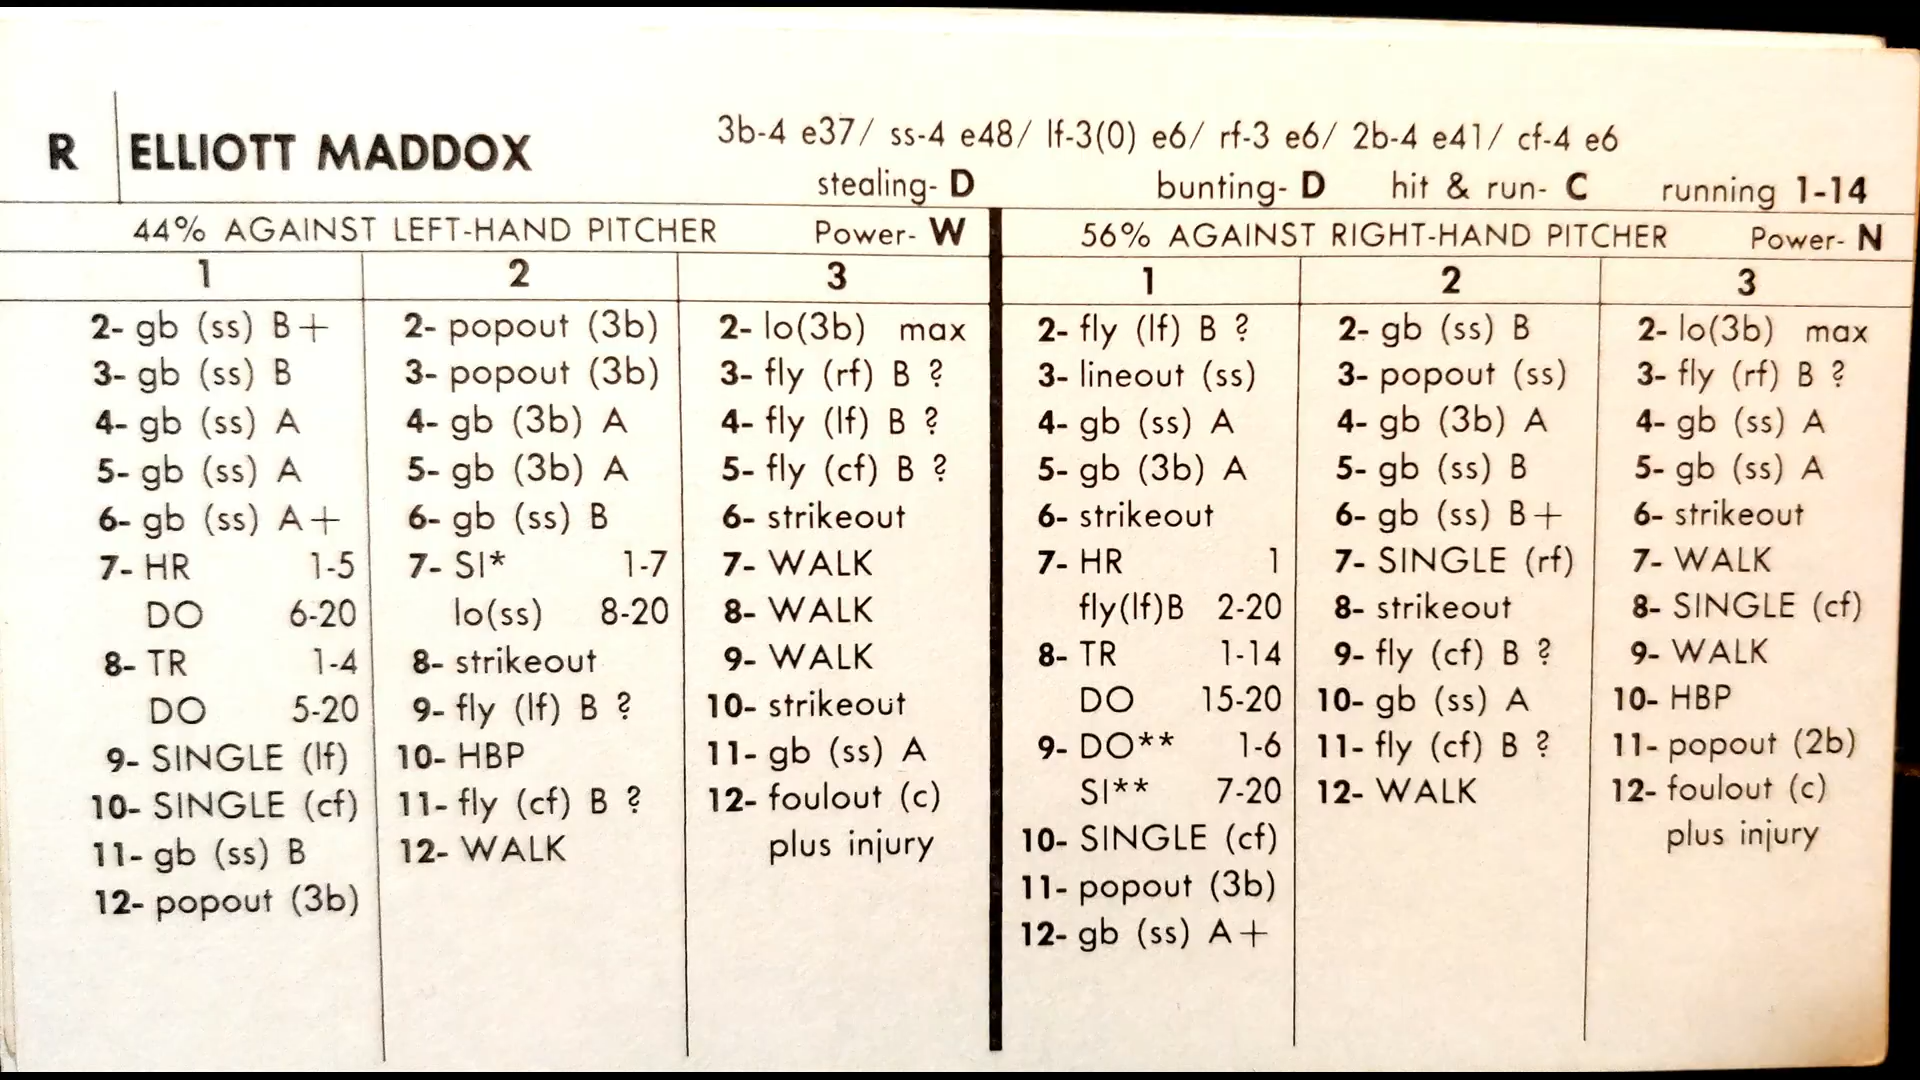 R ELLIOTT MADDOX 3b-4 e37/ ss-4 e48/ lf-3(0) e6/ rf-3 e6/ 2b-4 e41/ cf-4 e6
stealing- D bunting- D hit & run- C running 1-14
44% AGAINST LEFT-HAND PITCHER Power- W
1
2- gb (ss) B+
3- gb (ss) B
4- gb (ss) A
5- gb (ss) A
6- gb (ss) A+
7- HR 1-5
DO 6-20
8- TR 1-4
DO 5-20
9- SINGLE (lf)
10- SINGLE (cf)
11- gb (ss) B
12- popout (3b)
2
2- popout (3b)
3- popout (3b)
4- gb (3b) A
5- gb (3b) A
6- gb (ss) B
7- SI* 1-7
lo(ss) 8-20
8- strikeout
9- fly (lf) B ?
10- HBP
11- fly (cf) B ?
12- WALK
3
2- lo(3b) max
3- fly (rf) B ?
4- fly (lf) B ?
5- fly (cf) B ?
6- strikeout
7- WALK
8- WALK
9- WALK
10- strikeout
11- gb (ss) A
12- foulout (c)
plus injury
56% AGAINST RIGHT-HAND PITCHER Power- N
1
2- fly (lf) B ?
3- lineout (ss)
4- gb (ss) A
5- gb (3b) A
6- strikeout
7- HR 1
fly(lf)B 2-20
8- TR 1-14
DO 15-20
9- DO** 1-6
SI** 7-20
10- SINGLE (cf)
11- popout (3b)
12- gb (ss) A+
2
2- gb (ss) B
3- popout (ss)
4- gb (3b) A
5- gb (ss) B
6- gb (ss) B+
7- SINGLE (rf)
8- strikeout
9- fly (cf) B ?
10- gb (ss) A
11- fly (cf) B ?
12- WALK
3
2- lo(3b) max
3- fly (rf) B ?
4- gb (ss) A
5- gb (ss) A
6- strikeout
7- WALK
8- SINGLE (cf)
9- WALK
10- HBP
11- popout (2b)
12- foulout (c)
plus injury